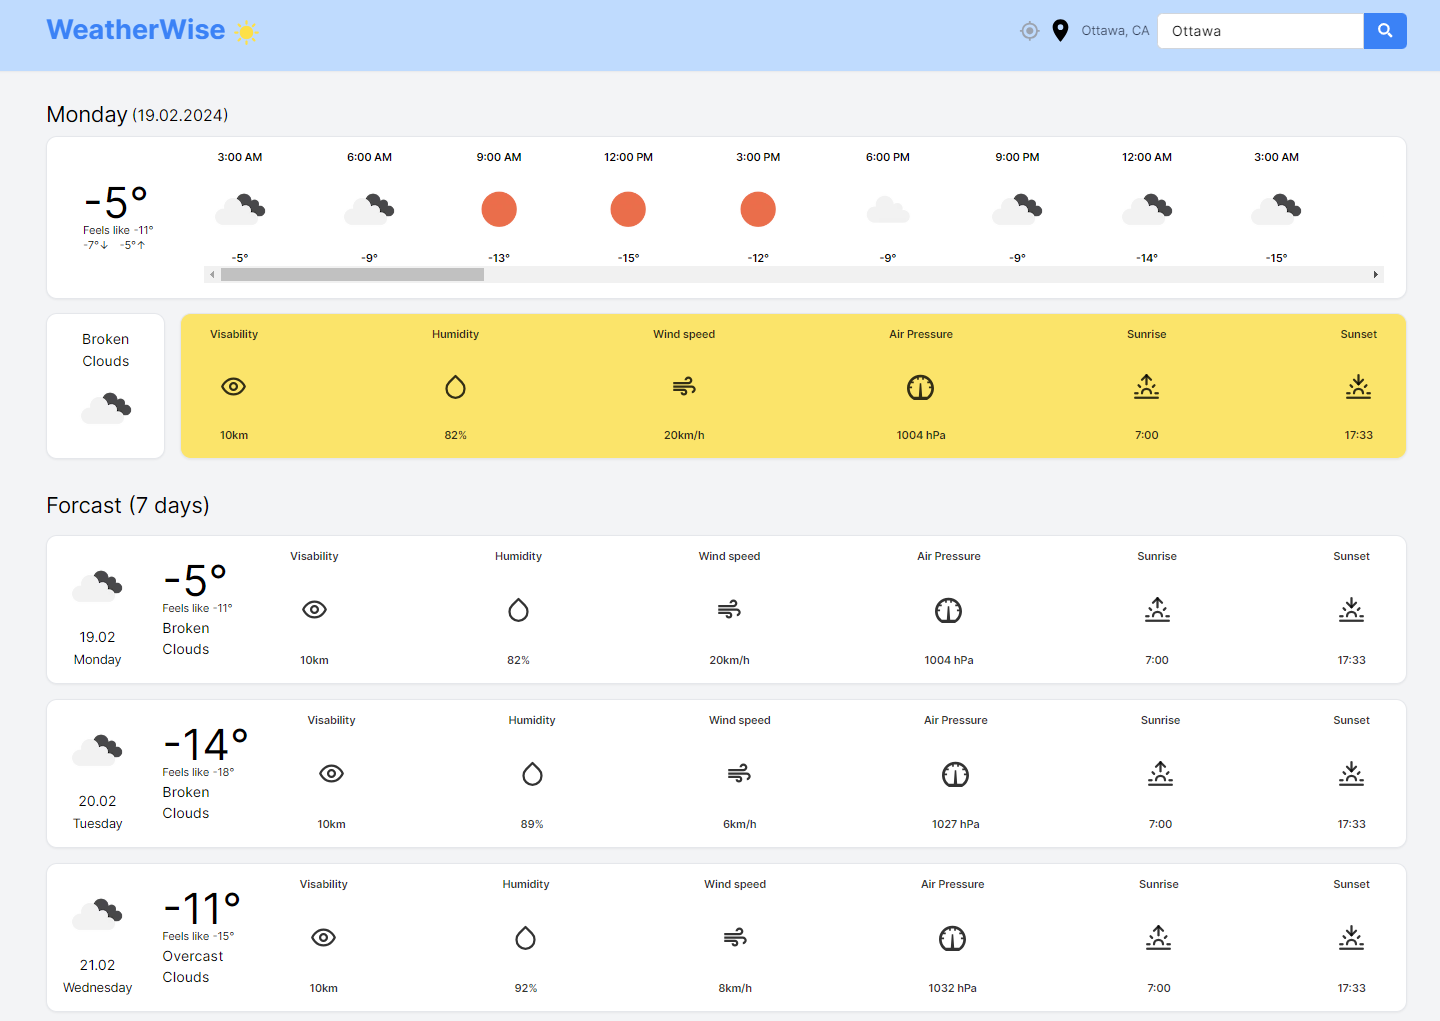 WeatherWise
Ottawa, CA
Ottawa
Monday (19.02.2024)
3:00 AM 6:00 AM 9:00 AM 12:00 PM 3:00 PM 6:00 PM 9:00 PM 12:00 AM 3:00 AM
-5°
Feels like -11°
-7°↓ -5°↑
-5° -9° -13° -15° -12° -9° -9° -14° -15°
Broken
Clouds
Visability Humidity Wind speed Air Pressure Sunrise Sunset
10km 82% 20km/h 1004 hPa 7:00 17:33
Forcast (7 days)
19.02
Monday
-5°
Feels like -11°
Broken
Clouds
Visability Humidity Wind speed Air Pressure Sunrise Sunset
10km 82% 20km/h 1004 hPa 7:00 17:33
20.02
Tuesday
-14°
Feels like -18°
Broken
Clouds
Visability Humidity Wind speed Air Pressure Sunrise Sunset
10km 89% 6km/h 1027 hPa 7:00 17:33
21.02
Wednesday
-11°
Feels like -15°
Overcast
Clouds
Visability Humidity Wind speed Air Pressure Sunrise Sunset
10km 92% 8km/h 1032 hPa 7:00 17:33